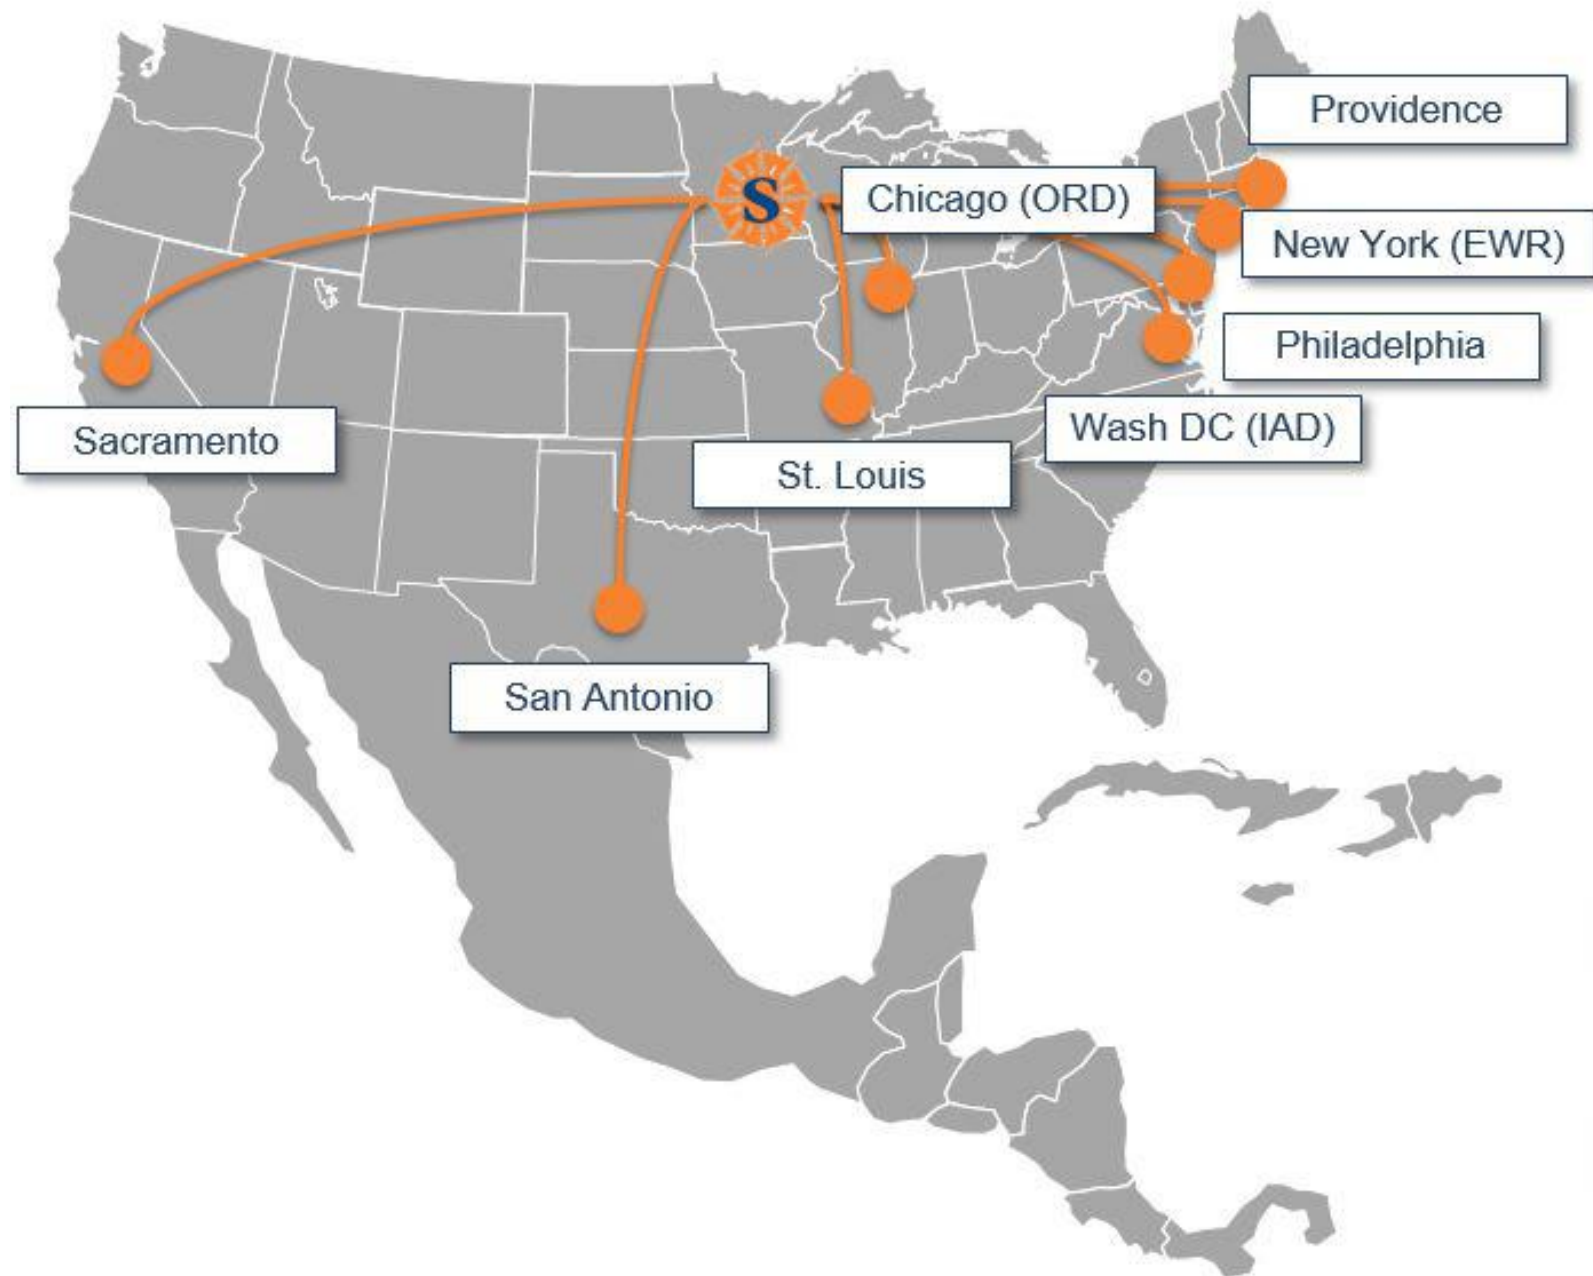 Providence
S
Chicago (ORD)
New York (EWR)
Philadelphia
Wash DC (IAD)
Sacramento
St. Louis
San Antonio